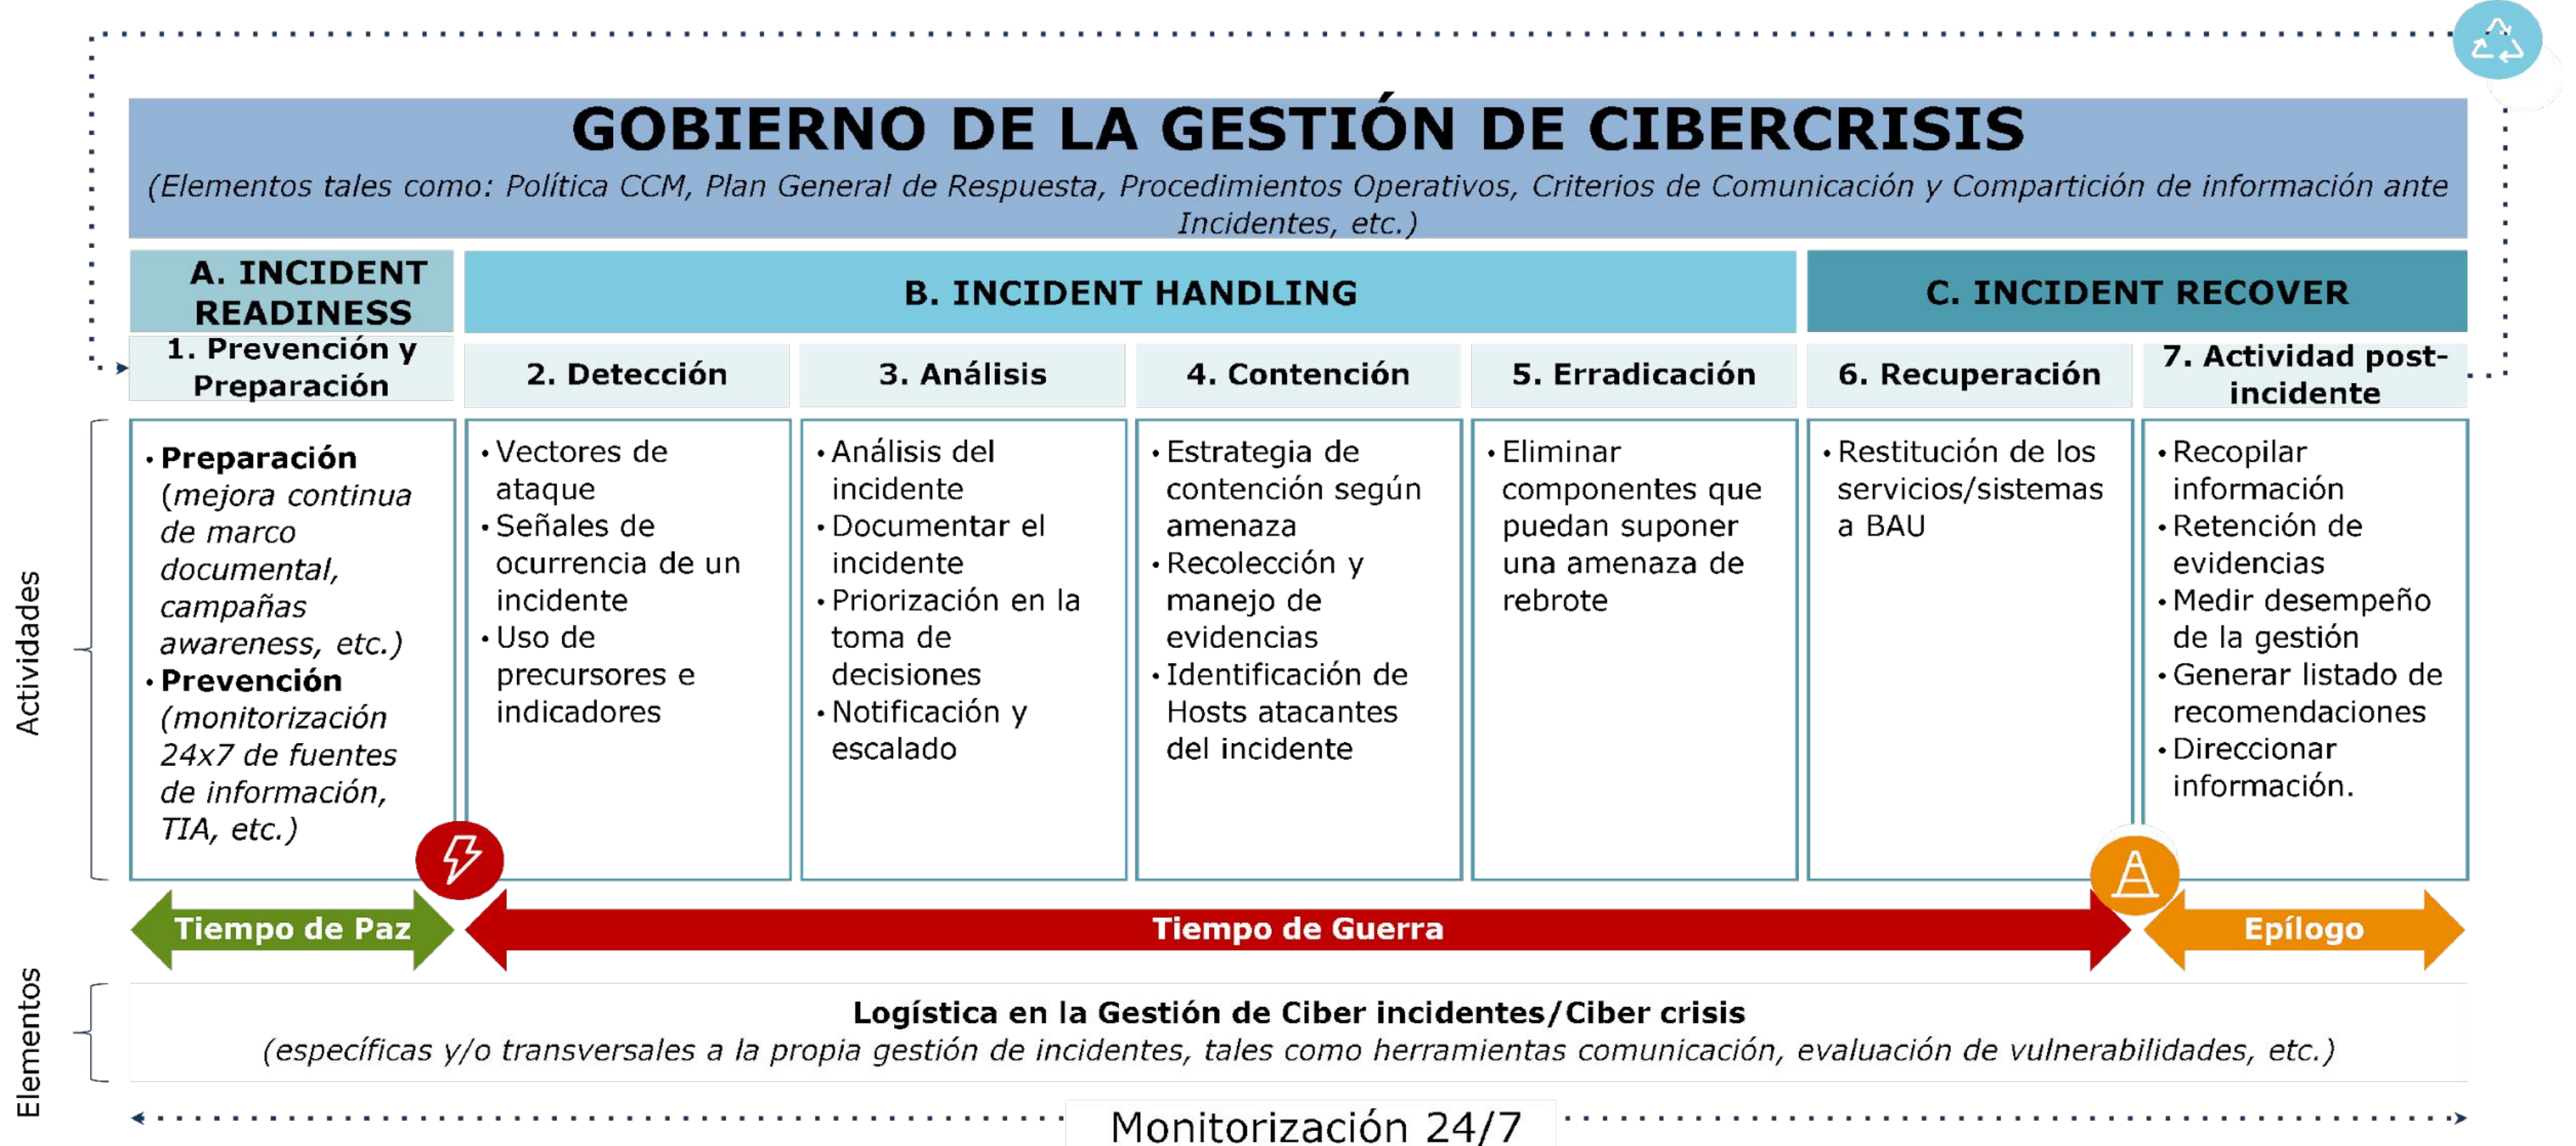 GOBIERNO DE LA GESTIÓN DE CIBERCRISIS
(Elementos tales como: Política CCM, Plan General de Respuesta, Procedimientos Operativos, Criterios de Comunicación y Compartición de información ante
Incidentes, etc.)
A. INCIDENT
READINESS
B. INCIDENT HANDLING
C. INCIDENT RECOVER
1. Prevención y
Preparación
2. Detección
3. Análisis
4. Contención
5. Erradicación
6. Recuperación
7. Actividad post-
incidente
Actividades
• Preparación
(mejora continua
de marco
documental,
campañas
awareness, etc.)
• Prevención
(monitorización
24x7 de fuentes
de información,
TIA, etc.)
• Vectores de
ataque
• Señales de
ocurrencia de un
incidente
• Uso de
precursores e
indicadores
• Análisis del
incidente
• Documentar el
incidente
• Priorización en la
toma de
decisiones
• Notificación y
escalado
• Estrategia de
contención según
amenaza
• Recolección y
manejo de
evidencias
• Identificación de
Hosts atacantes
del incidente
• Eliminar
componentes que
puedan suponer
una amenaza de
rebrote
• Restitución de los
servicios/sistemas
a BAU
• Recopilar
información
• Retención de
evidencias
• Medir desempeño
de la gestión
• Generar listado de
recomendaciones
• Direccionar
información.
Tiempo de Paz
Tiempo de Guerra
Epílogo
Elementos
Logística en la Gestión de Ciber incidentes/Ciber crisis
(específicas y/o transversales a la propia gestión de incidentes, tales como herramientas comunicación, evaluación de vulnerabilidades, etc.)
Monitorización 24/7